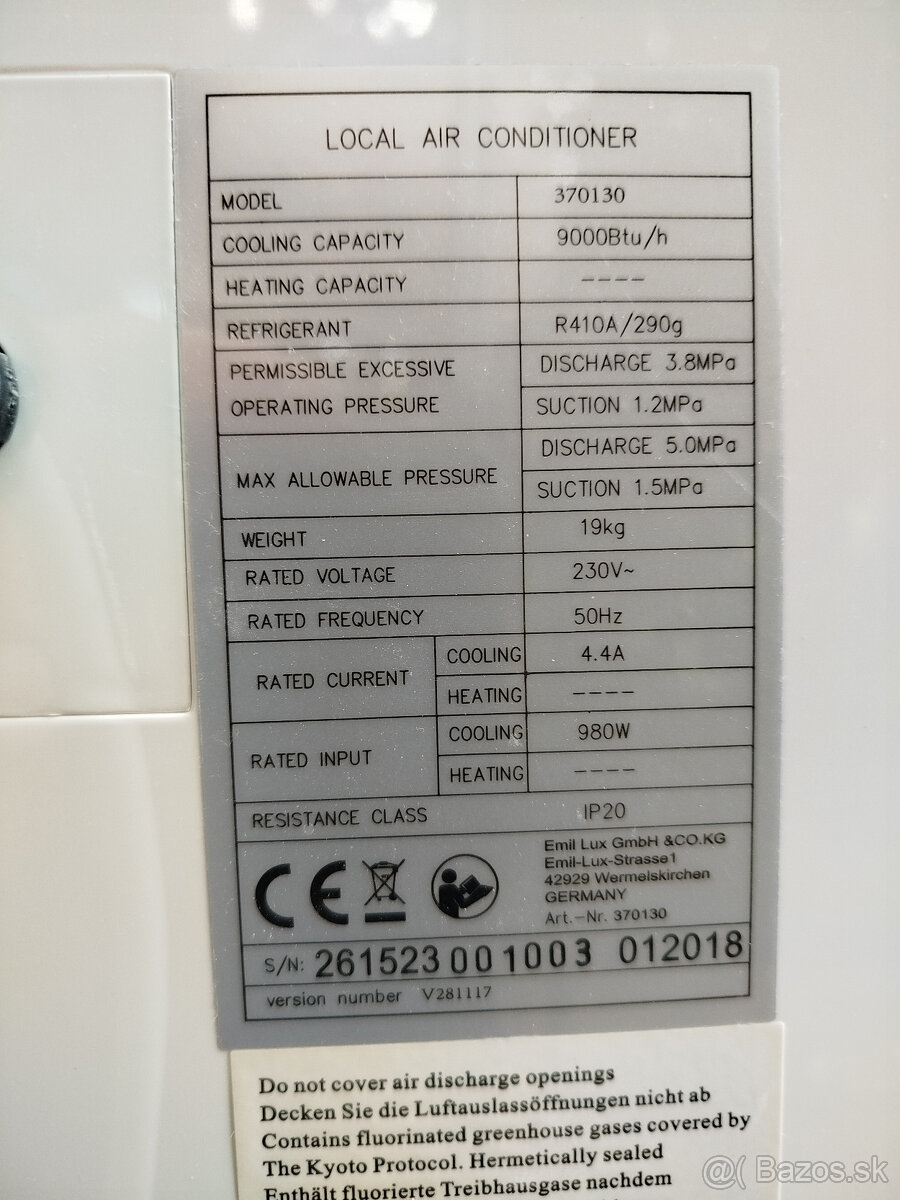 LOCAL AIR CONDITIONER
MODEL 370130
COOLING CAPACITY 9000Btu/h
HEATING CAPACITY ----
REFRIGERANT R410A/290g
PERMISSIBLE EXCESSIVE DISCHARGE 3.8MPa
OPERATING PRESSURE SUCTION 1.2MPa
MAX ALLOWABLE PRESSURE DISCHARGE 5.0MPa
SUCTION 1.5MPa
WEIGHT 19kg
RATED VOLTAGE 230V~
RATED FREQUENCY 50Hz
RATED CURRENT COOLING 4.4A
HEATING ----
RATED INPUT COOLING 980W
HEATING ----
RESISTANCE CLASS IP20
CE
Emil Lux GmbH &CO.KG
Emil-Lux-Strasse1
42929 Wermelskirchen
GERMANY
Art.-Nr. 370130
S/N: 261523 001003 012018
version number V281117
Do not cover air discharge openings
Decken Sie die Luftauslassöffnungen nicht ab
Contains fluorinated greenhouse gases covered by
The Kyoto Protocol. Hermetically sealed
Enthält fluorierte Treibhausgase nachdem
@( Bazos.sk